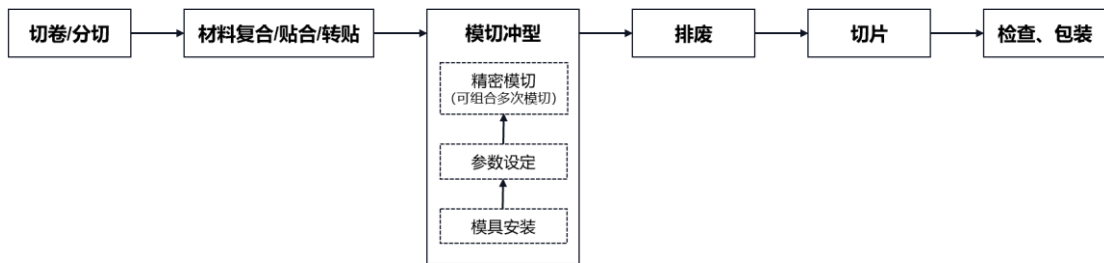 切卷/分切
材料复合/贴合/转贴
模切冲型
排废
切片
检查、包装
精密模切
（可组合多次模切）
参数设定
模具安装